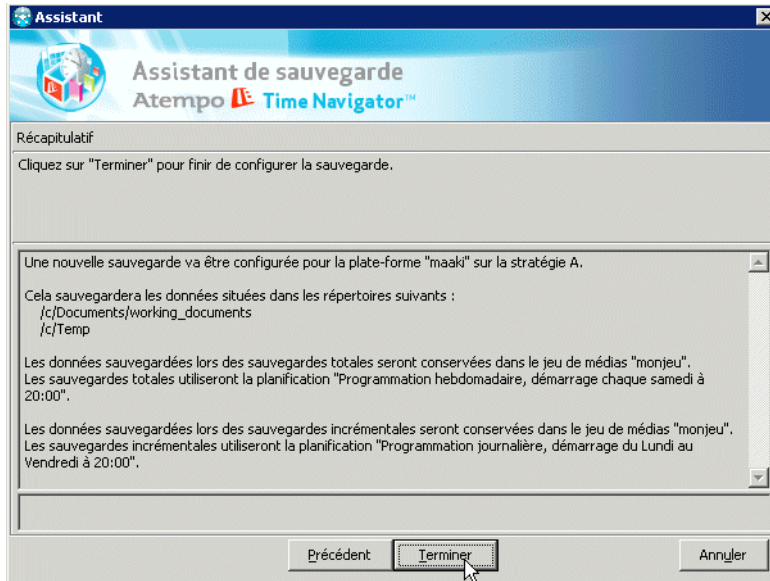 Assistant
Assistant de sauvegarde
Atempo Time Navigator™
Récapitulatif
Cliquez sur "Terminer" pour finir de configurer la sauvegarde.
Une nouvelle sauvegarde va être configurée pour la plate-forme "maaki" sur la stratégie A.
Cela sauvegardera les données situées dans les répertoires suivants :
/c/Documents/working_documents
/c/Temp
Les données sauvegardées lors des sauvegardes totales seront conservées dans le jeu de médias "monjeu".
Les sauvegardes totales utiliseront la planification "Programmation hebdomadaire, démarrage chaque samedi à
20:00".
Les données sauvegardées lors des sauvegardes incrémentales seront conservées dans le jeu de médias "monjeu".
Les sauvegardes incrémentales utiliseront la planification "Programmation journalière, démarrage du Lundi au
Vendredi à 20:00".
Précédent Terminer Annuler